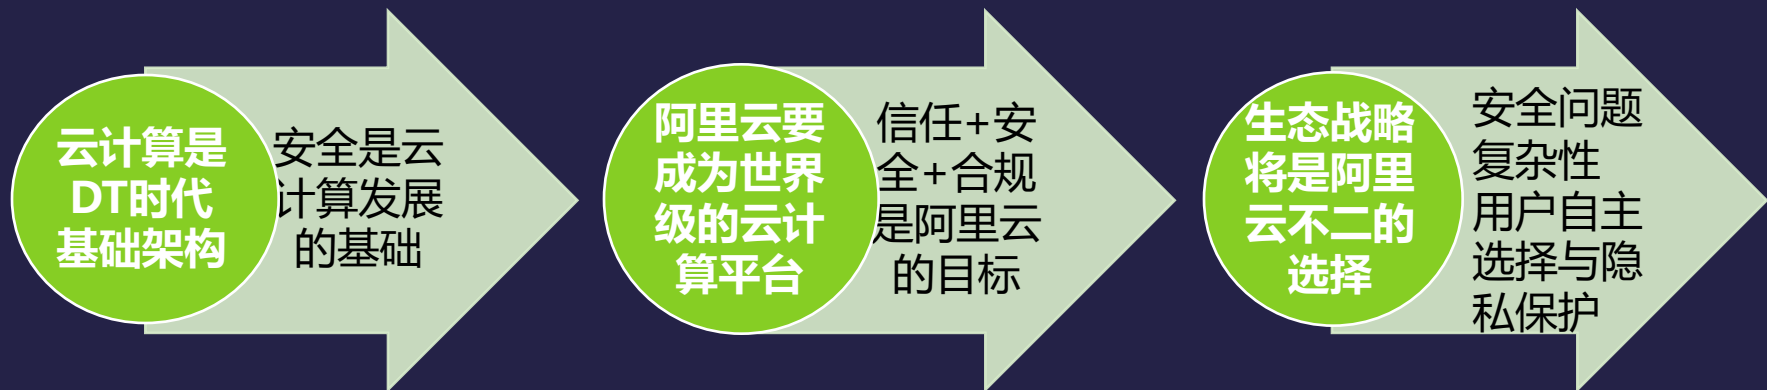 云计算是
DT时代
基础架构
安全是云
计算发展
的基础
阿里云要
成为世界
级的云计
算平台
信任+安
全+合规
是阿里云
的目标
生态战略
将是阿里
云不二的
选择
安全问题
复杂性
用户自主
选择与隐
私保护